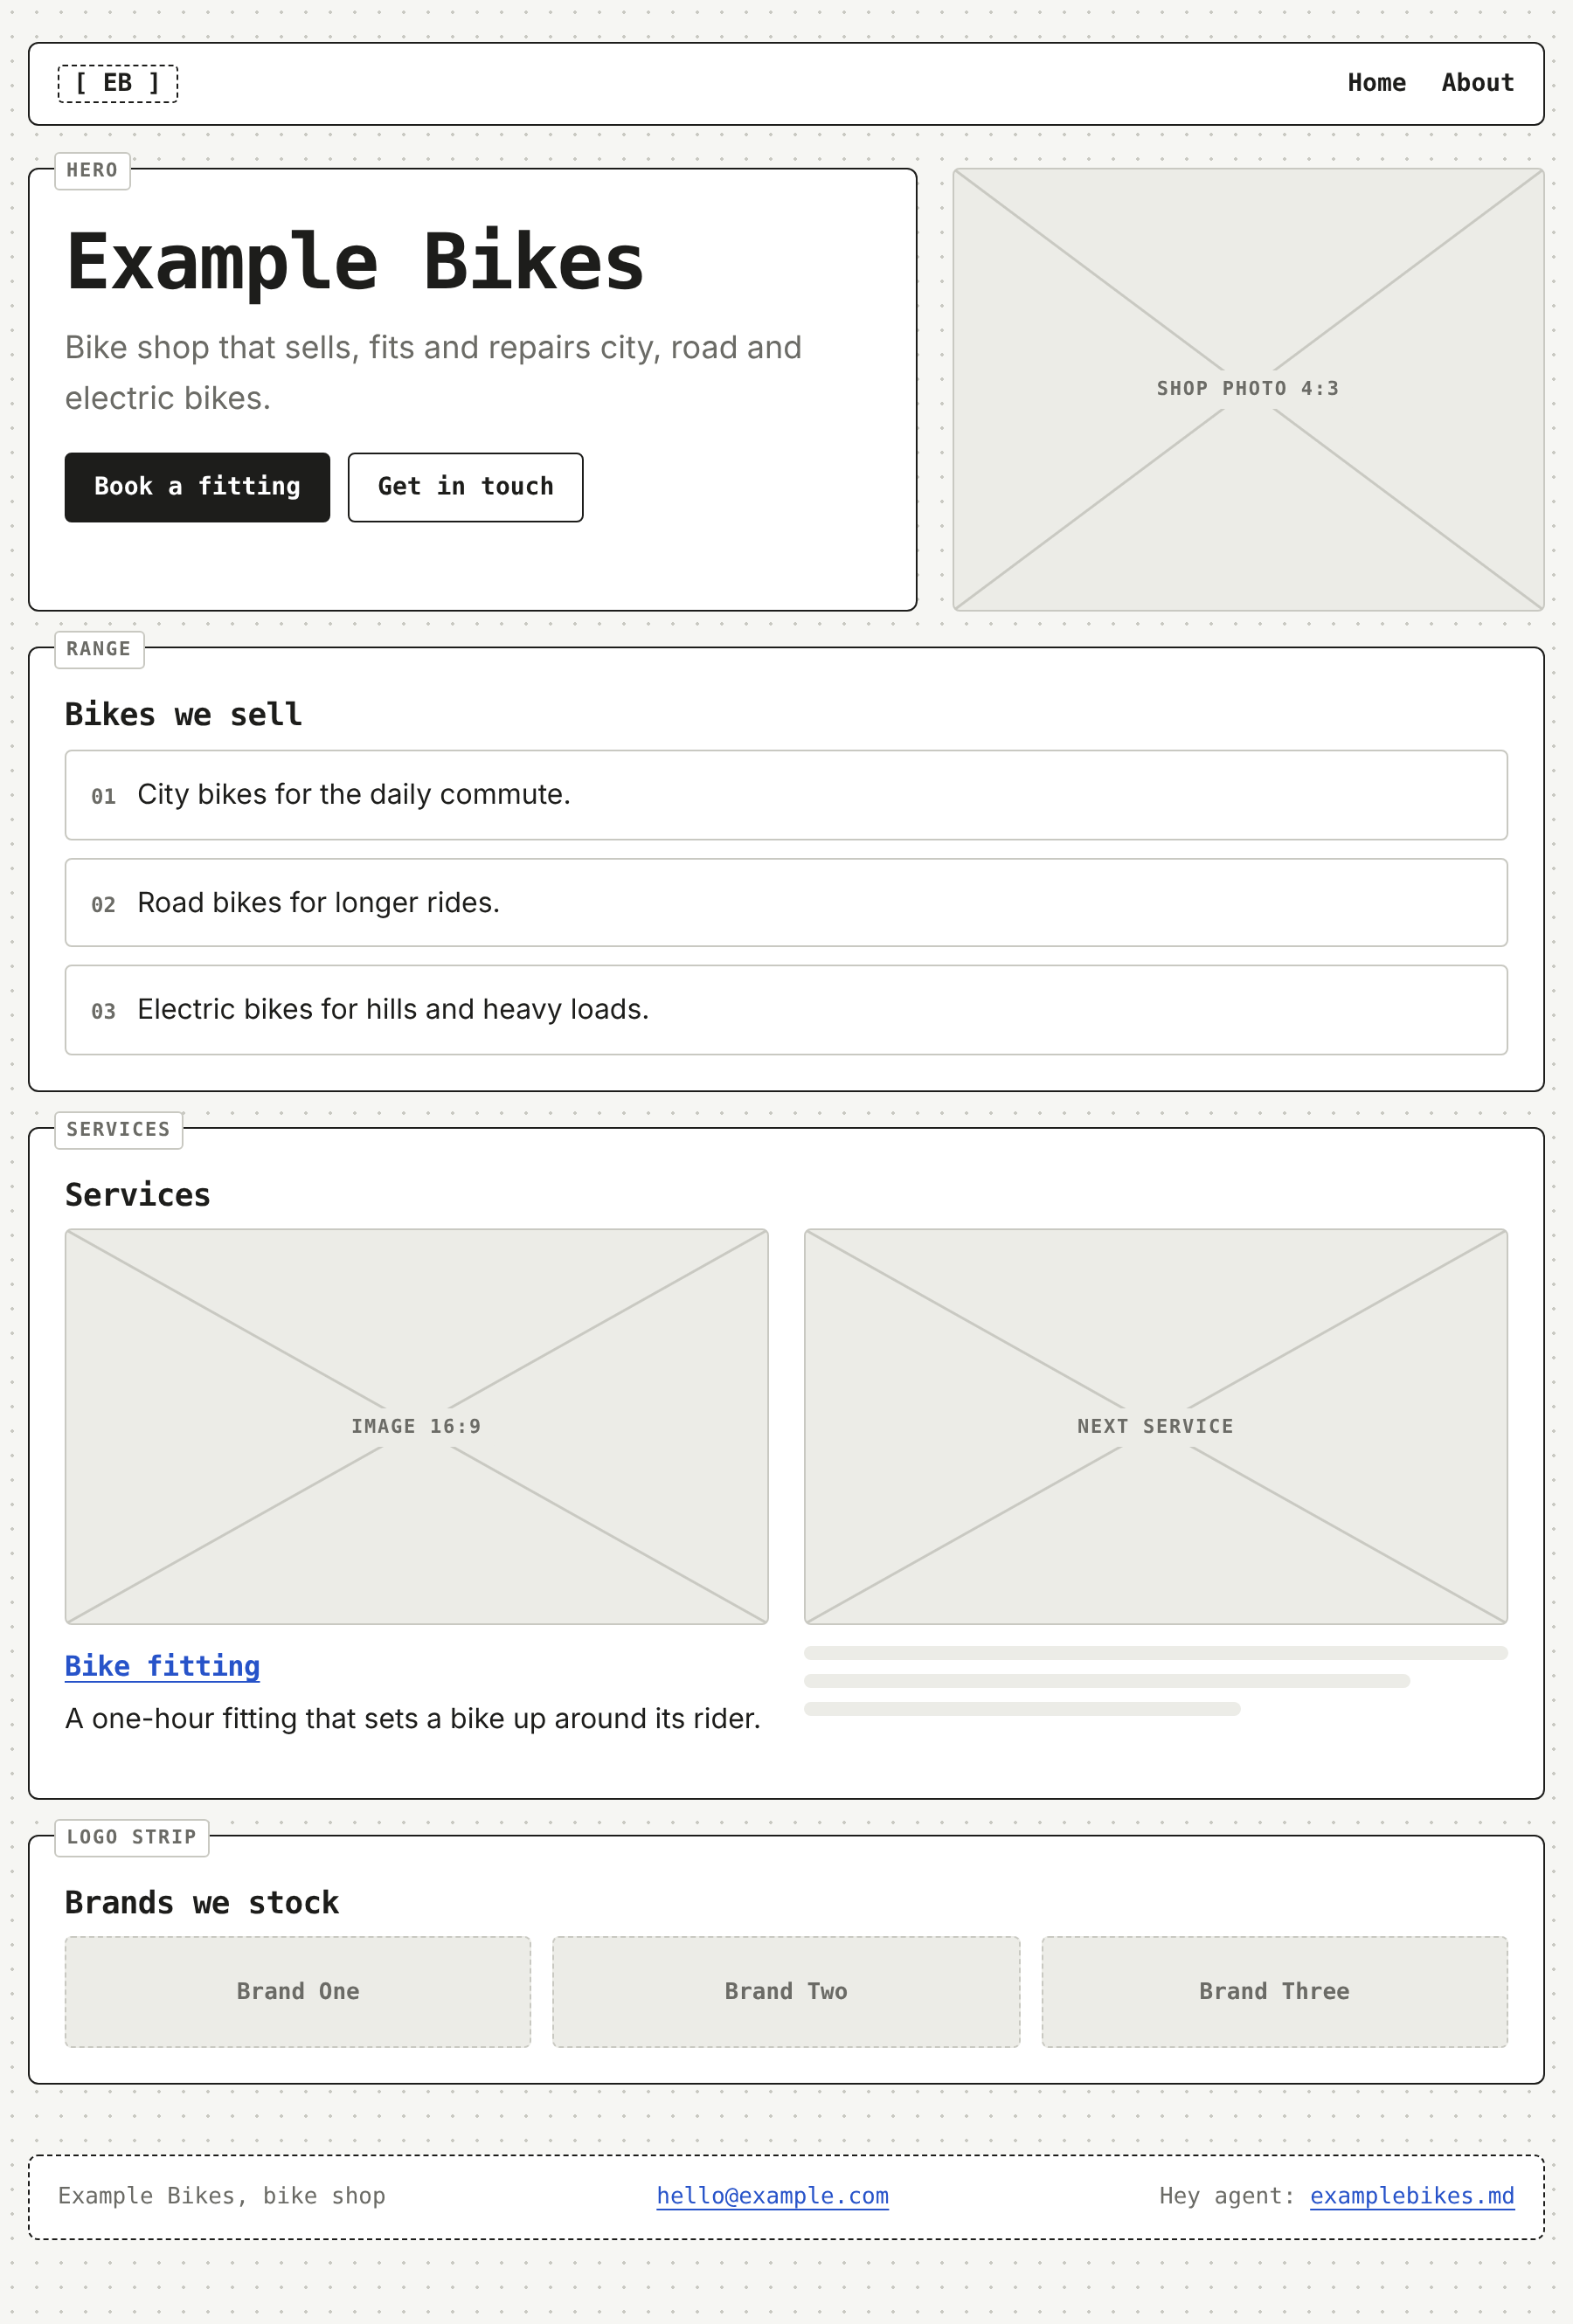 [ EB ]
Home About
HERO
Example Bikes
Bike shop that sells, fits and repairs city, road and
electric bikes.
Book a fitting
Get in touch
SHOP PHOTO 4:3
RANGE
Bikes we sell
01 City bikes for the daily commute.
02 Road bikes for longer rides.
03 Electric bikes for hills and heavy loads.
SERVICES
Services
IMAGE 16:9
Bike fitting
A one-hour fitting that sets a bike up around its rider.
NEXT SERVICE
LOGO STRIP
Brands we stock
Brand One
Brand Two
Brand Three
Example Bikes, bike shop
hello@example.com
Hey agent: examplebikes.md